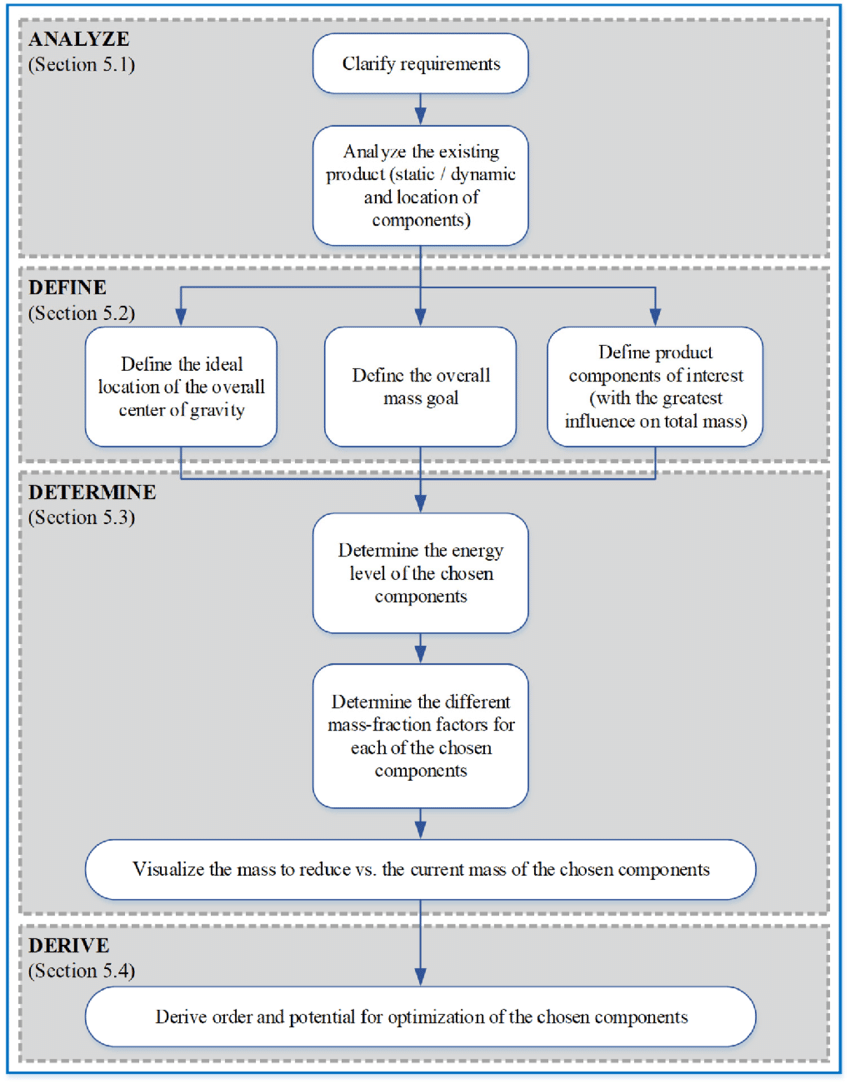 ANALYZE
(Section 5.1)
Clarify requirements
Analyze the existing
product (static / dynamic
and location of
components)
DEFINE
(Section 5.2)
Define the ideal
location of the overall
center of gravity
Define the overall
mass goal
Define product
components of interest
(with the greatest
influence on total mass)
DETERMINE
(Section 5.3)
Determine the energy
level of the chosen
components
Determine the different
mass-fraction factors for
each of the chosen
components
Visualize the mass to reduce vs. the current mass of the chosen components
DERIVE
(Section 5.4)
Derive order and potential for optimization of the chosen components